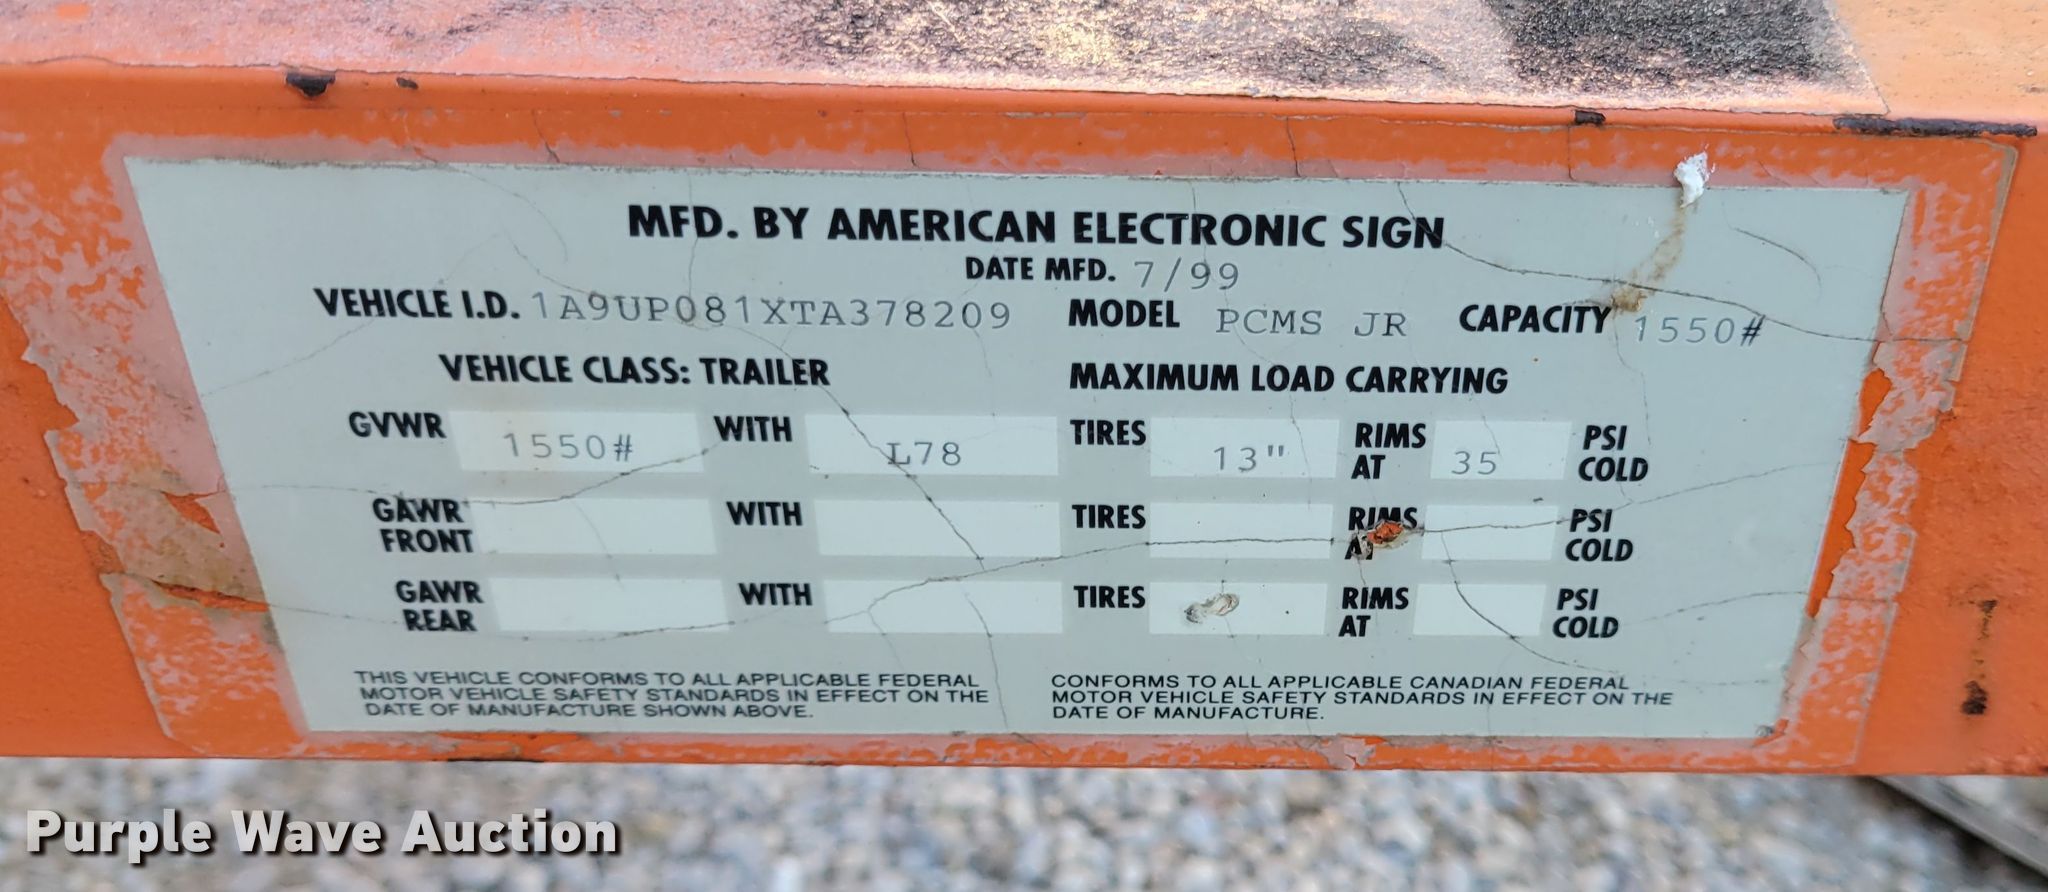 MFD. BY AMERICAN ELECTRONIC SIGN
DATE MFD. 7/99
VEHICLE I.D. 1A9UP081XTA378209 MODEL PCMS JR CAPACITY 1550#
VEHICLE CLASS: TRAILER MAXIMUM LOAD CARRYING
GVWR 1550# WITH L78 TIRES 13" RIMS AT 35 PSI COLD
GAWR FRONT WITH TIRES RIMS AT PSI COLD
GAWR REAR WITH TIRES RIMS AT PSI COLD
THIS VEHICLE CONFORMS TO ALL APPLICABLE FEDERAL
MOTOR VEHICLE SAFETY STANDARDS IN EFFECT ON THE
DATE OF MANUFACTURE SHOWN ABOVE.
CONFORMS TO ALL APPLICABLE CANADIAN FEDERAL
MOTOR VEHICLE SAFETY STANDARDS IN EFFECT ON THE
DATE OF MANUFACTURE.
Purple Wave Auction